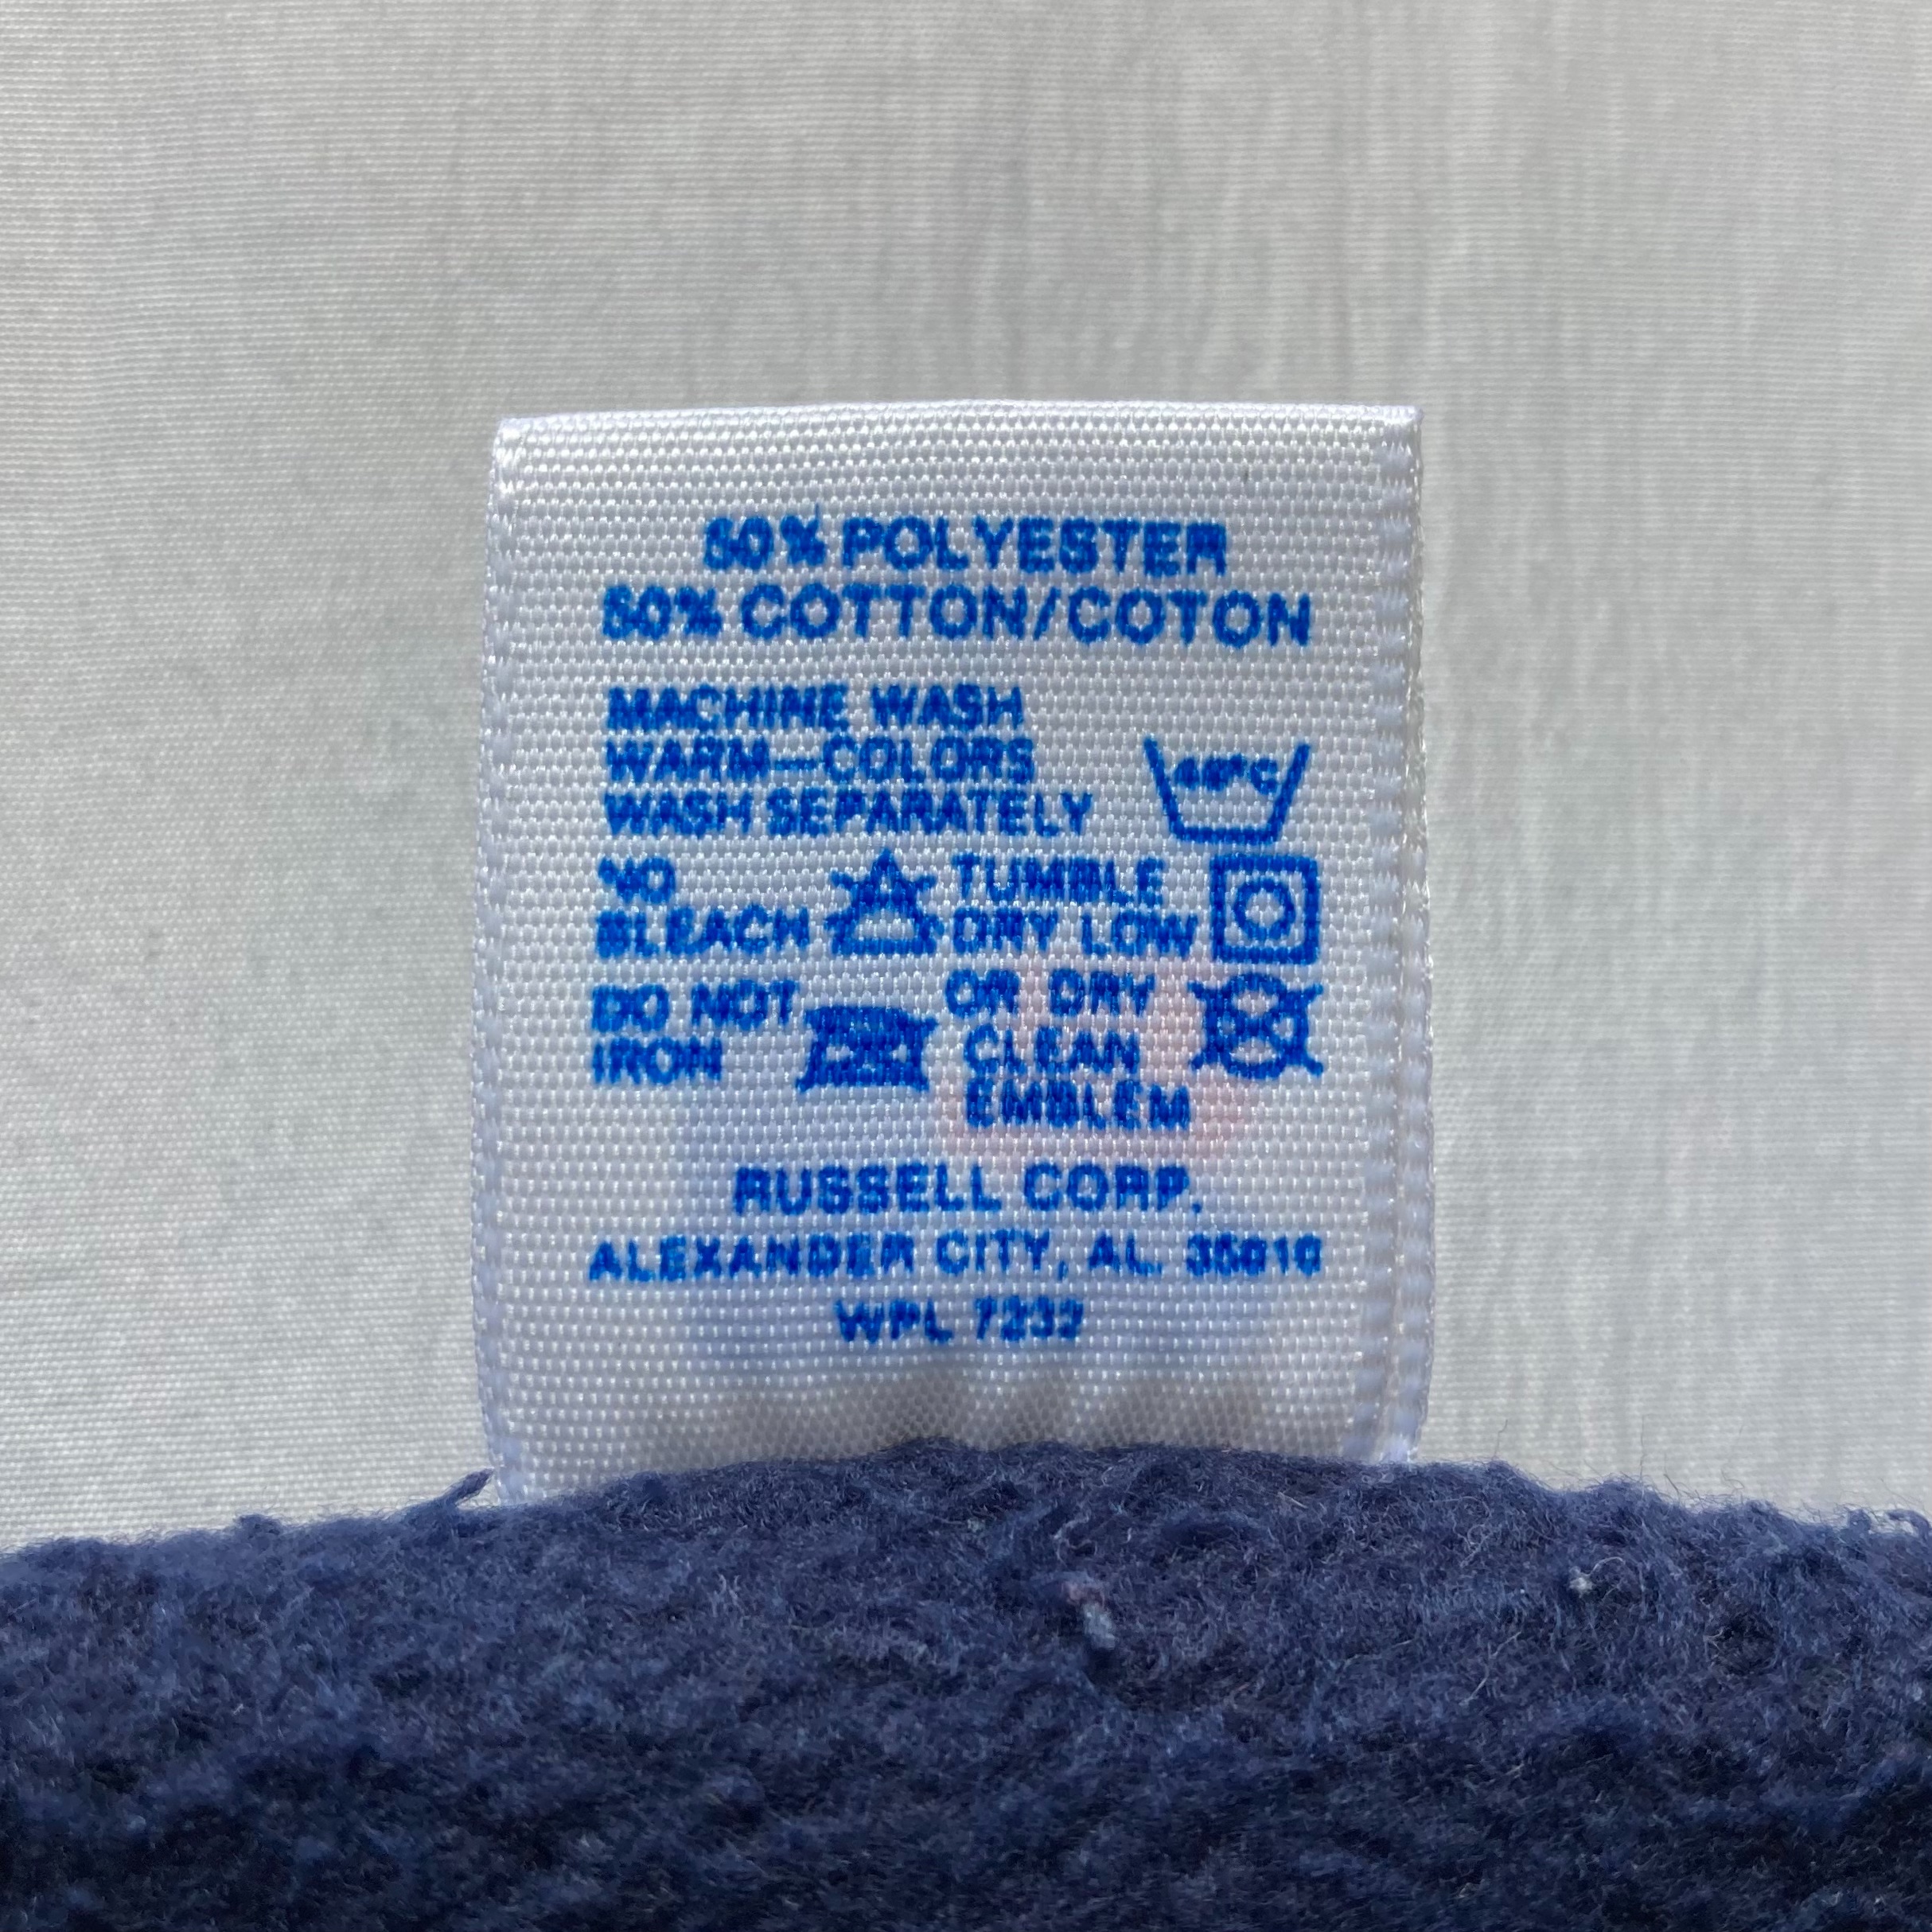 50% POLYESTER
50% COTTON/COTON
MACHINE WASH
WARM—COLORS
WASH SEPARATELY
40°C
NO
BLEACH
TUMBLE
DRY LOW
DO NOT
IRON
OR DRY
CLEAN
EMBLEM
RUSSELL CORP.
ALEXANDER CITY, AL. 35010
WPL 7232